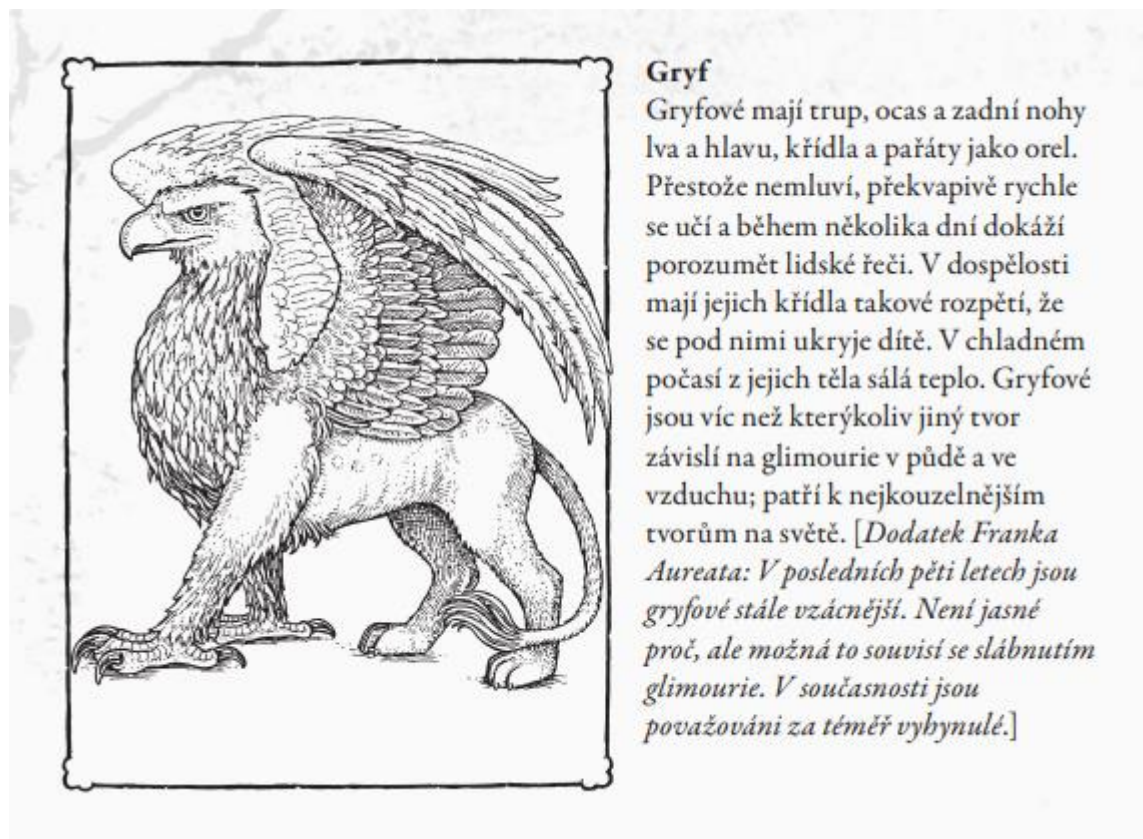 Gryf
Gryfové mají trup, ocas a zadní nohy
lva a hlavu, křídla a pařáty jako orel.
Přestože nemluví, překvapivě rychle
se učí a během několika dní dokáží
porozumět lidské řeči. V dospělosti
mají jejich křídla takové rozpětí, že
se pod nimi ukryje dítě. V chladném
počasí z jejich těla sálá teplo. Gryfové
jsou víc než kterýkoliv jiný tvor
závislí na glimourie v půdě a ve
vzduchu; patří k nejkouzelnějším
tvorům na světě. [Dodatek Franka
Aureata: V posledních pěti letech jsou
gryfové stále vzácnější. Není jasné
proč, ale možná to souvisí se slábnutím
glimourie. V současnosti jsou
považováni za téměř vyhynulé.]